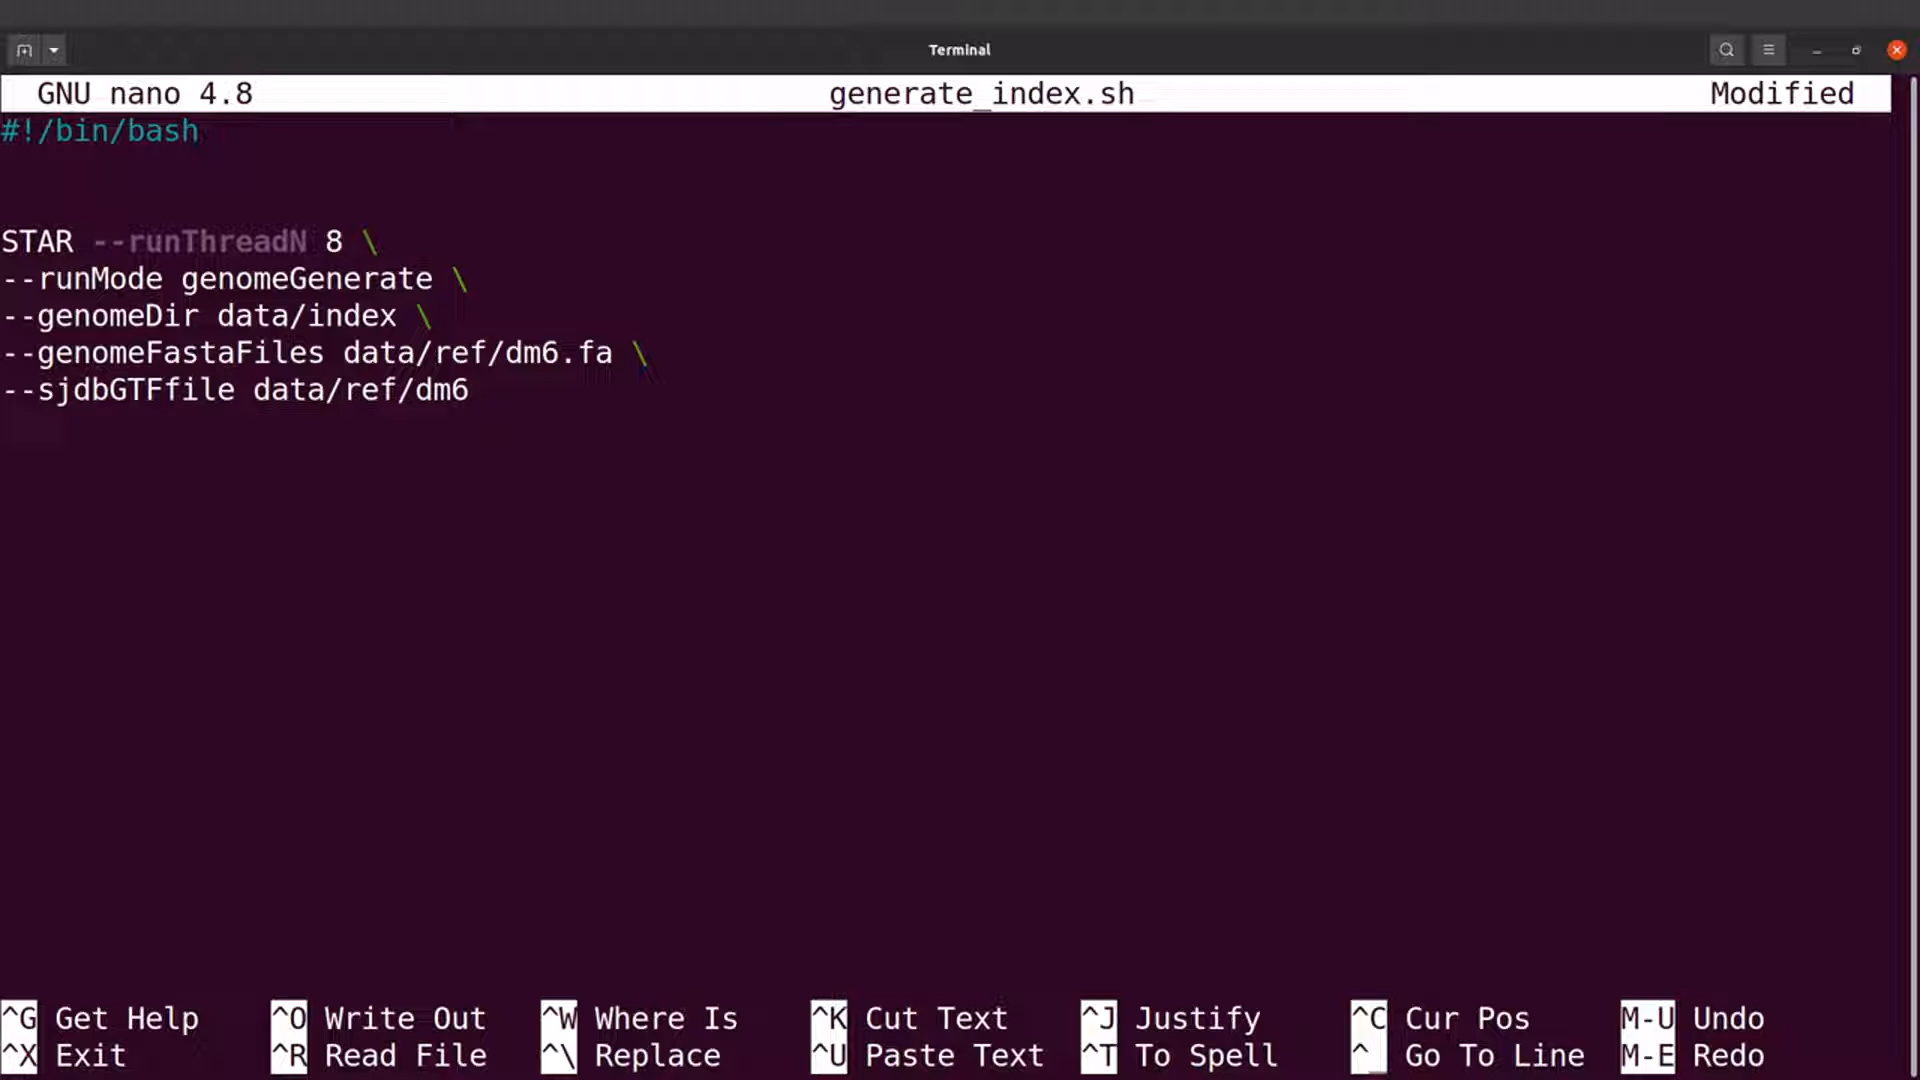 Terminal
GNU nano 4.8 generate_index.sh Modified
#!/bin/bash
STAR --runThreadN 8 \
--runMode genomeGenerate \
--genomeDir data/index \
--genomeFastaFiles data/ref/dm6.fa \
--sjdbGTFfile data/ref/dm6
^G Get Help ^O Write Out ^W Where Is ^K Cut Text ^J Justify ^C Cur Pos M-U Undo
^X Exit ^R Read File ^\ Replace ^U Paste Text ^T To Spell ^_ Go To Line M-E Redo